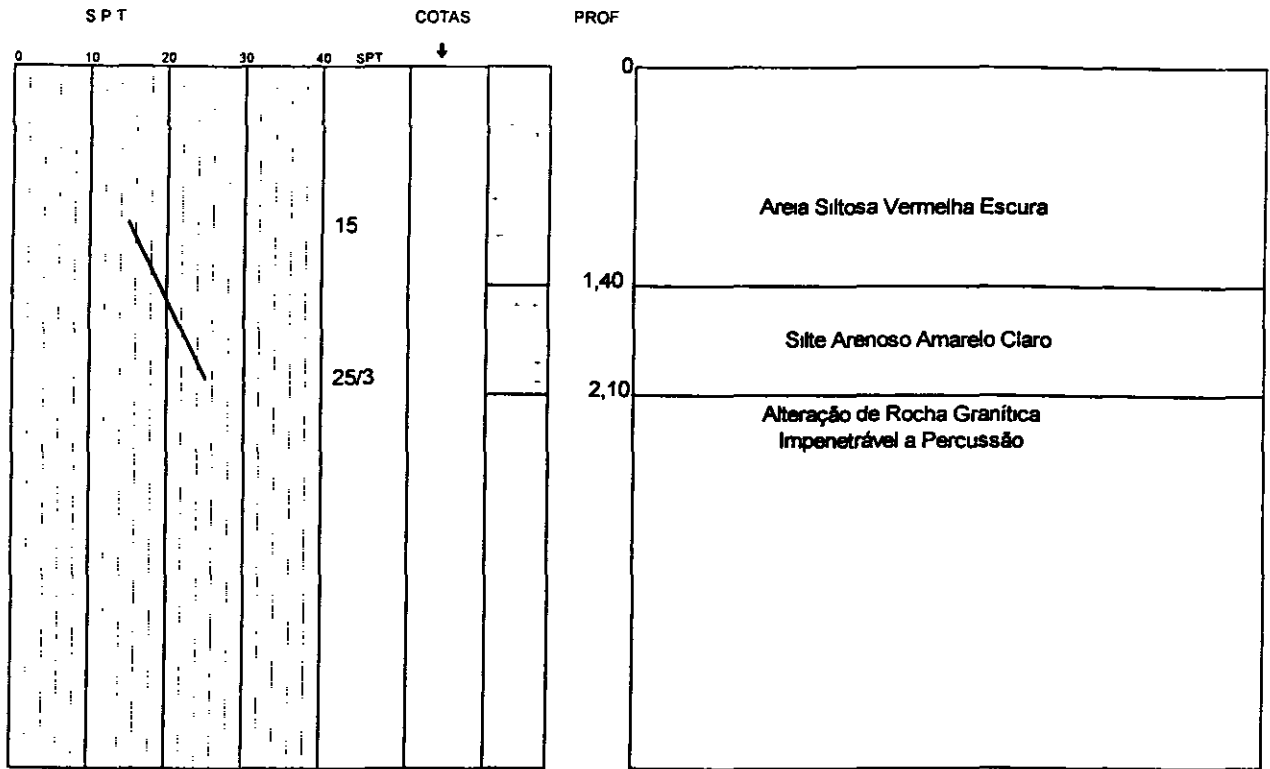 SPT COTAS PROF
0 10 20 30 40 SPT
0
15
Areia Siltosa Vermelha Escura
1,40
Silte Arenoso Amarelo Claro
25/3
2,10
Alteração de Rocha Granítica
Impenetrável a Percussão